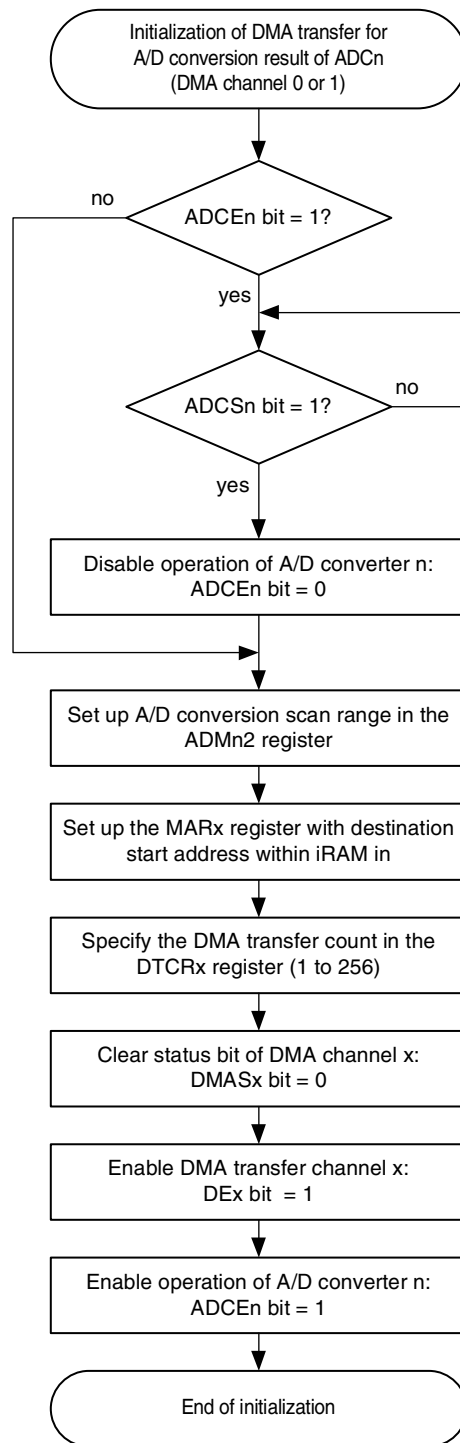 Initialization of DMA transfer for
A/D conversion result of ADCn
(DMA channel 0 or 1)
no
ADCEn bit = 1?
yes
ADCSn bit = 1?
no
yes
Disable operation of A/D converter n:
ADCEn bit = 0
Set up A/D conversion scan range in the
ADMn2 register
Set up the MARx register with destination
start address within iRAM in
Specify the DMA transfer count in the
DTCRx register (1 to 256)
Clear status bit of DMA channel x:
DMASx bit = 0
Enable DMA transfer channel x:
DEx bit = 1
Enable operation of A/D converter n:
ADCEn bit = 1
End of initialization